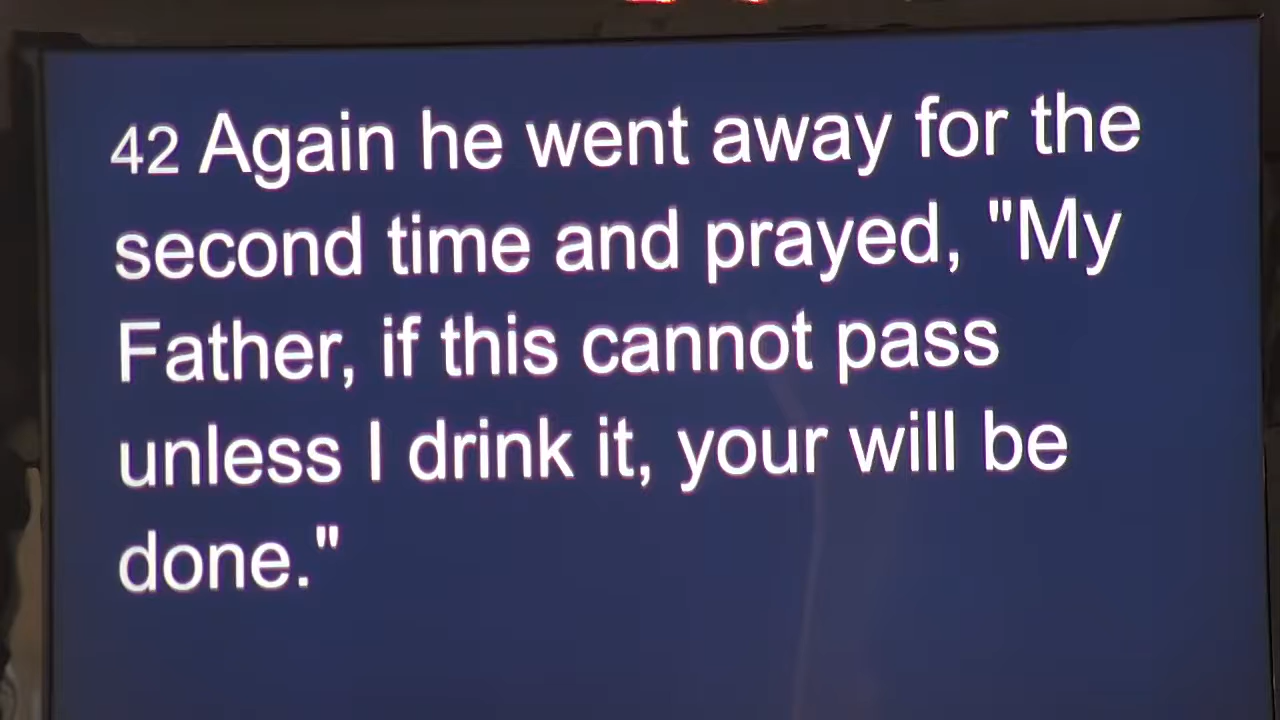 42 Again he went away for the
second time and prayed, "My
Father, if this cannot pass
unless I drink it, your will be
done."